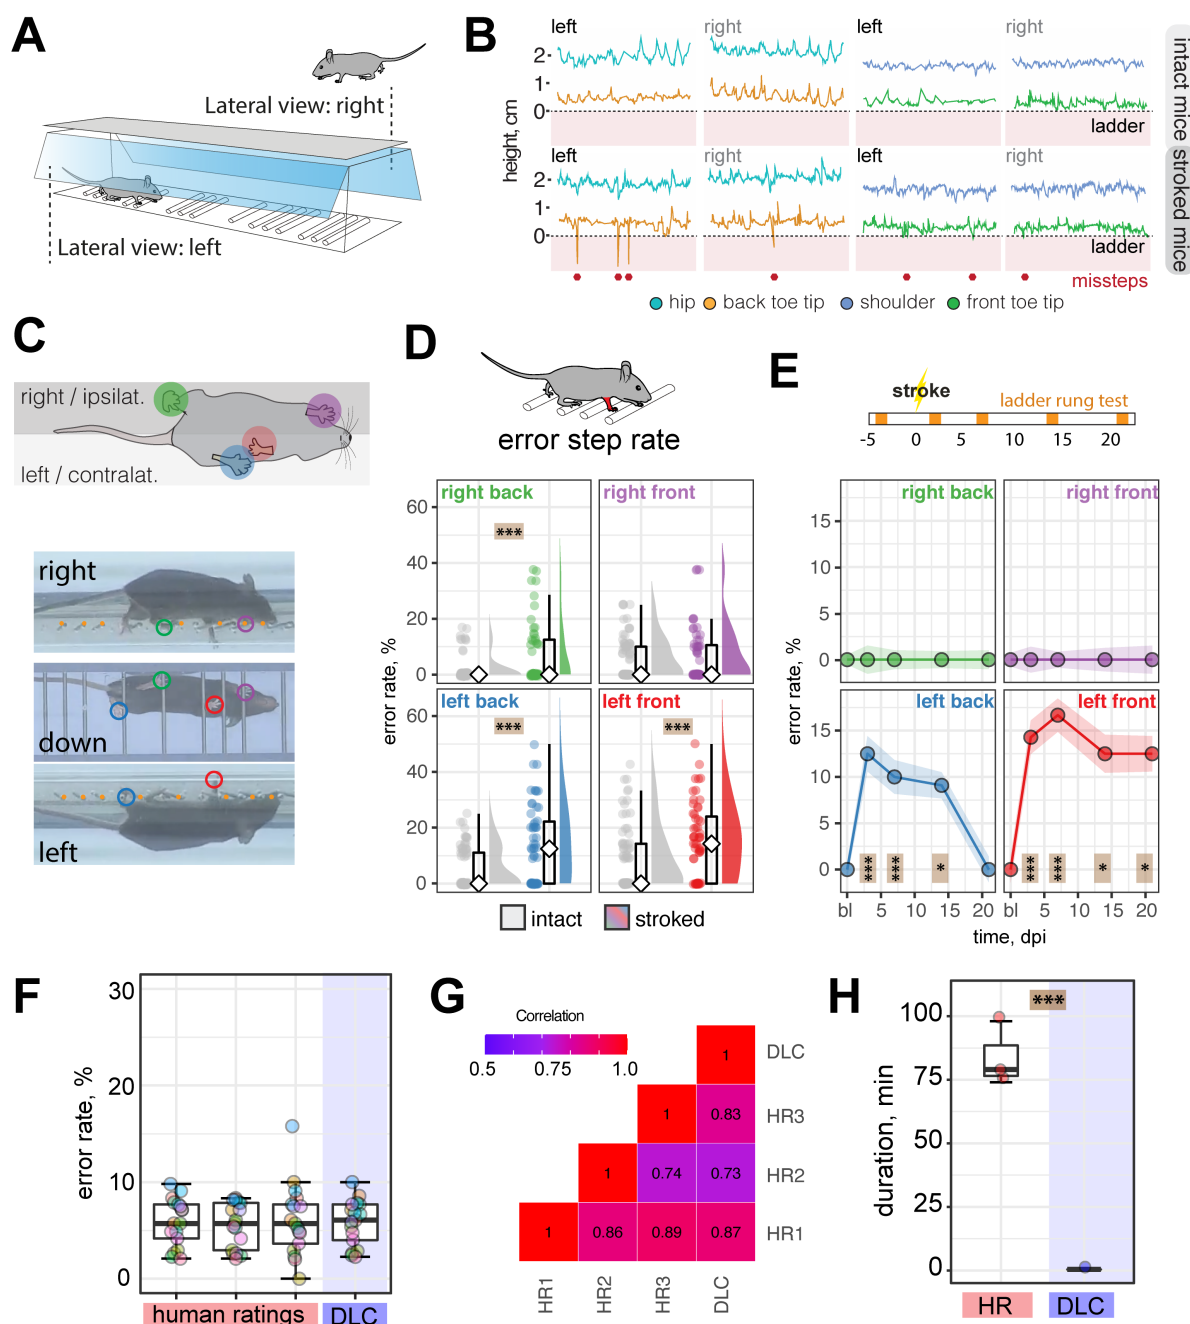 A
Lateral view: right
Lateral view: left
B
left
right
left
right
height, cm
2
1
0
ladder
intact mice
left
right
left
right
2
1
0
ladder
stroked mice
missteps
hip
back toe tip
shoulder
front toe tip
C
right / ipsilat.
left / contralat.
right
down
left
D
error step rate
right back
right front
***
60
40
20
0
error rate, %
left back
left front
***
***
60
40
20
0
intact
stroked
E
stroke
ladder rung test
-5
0
5
10
15
21
right back
right front
15
10
5
0
error rate, %
left back
left front
15
10
5
0
***
***
*
***
***
*
*
bl
5
10
15
20
bl
5
10
15
20
time, dpi
F
30
20
10
0
error rate, %
human ratings
DLC
G
Correlation
0.5
0.75
1.0
1
DLC
1
0.83
HR3
1
0.74
0.73
HR2
1
0.86
0.89
0.87
HR1
HR1
HR2
HR3
DLC
H
***
100
75
50
25
0
duration, min
HR
DLC